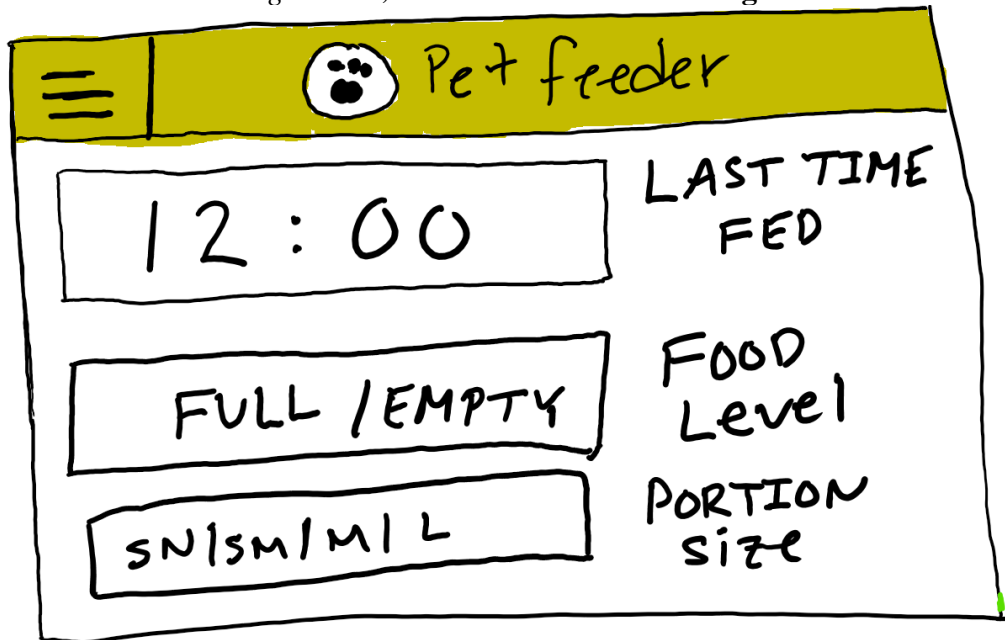 Pet feeder
12:00
LAST TIME
FED
FULL / EMPTY
FOOD
Level
SN/SM/M/L
PORTION
size